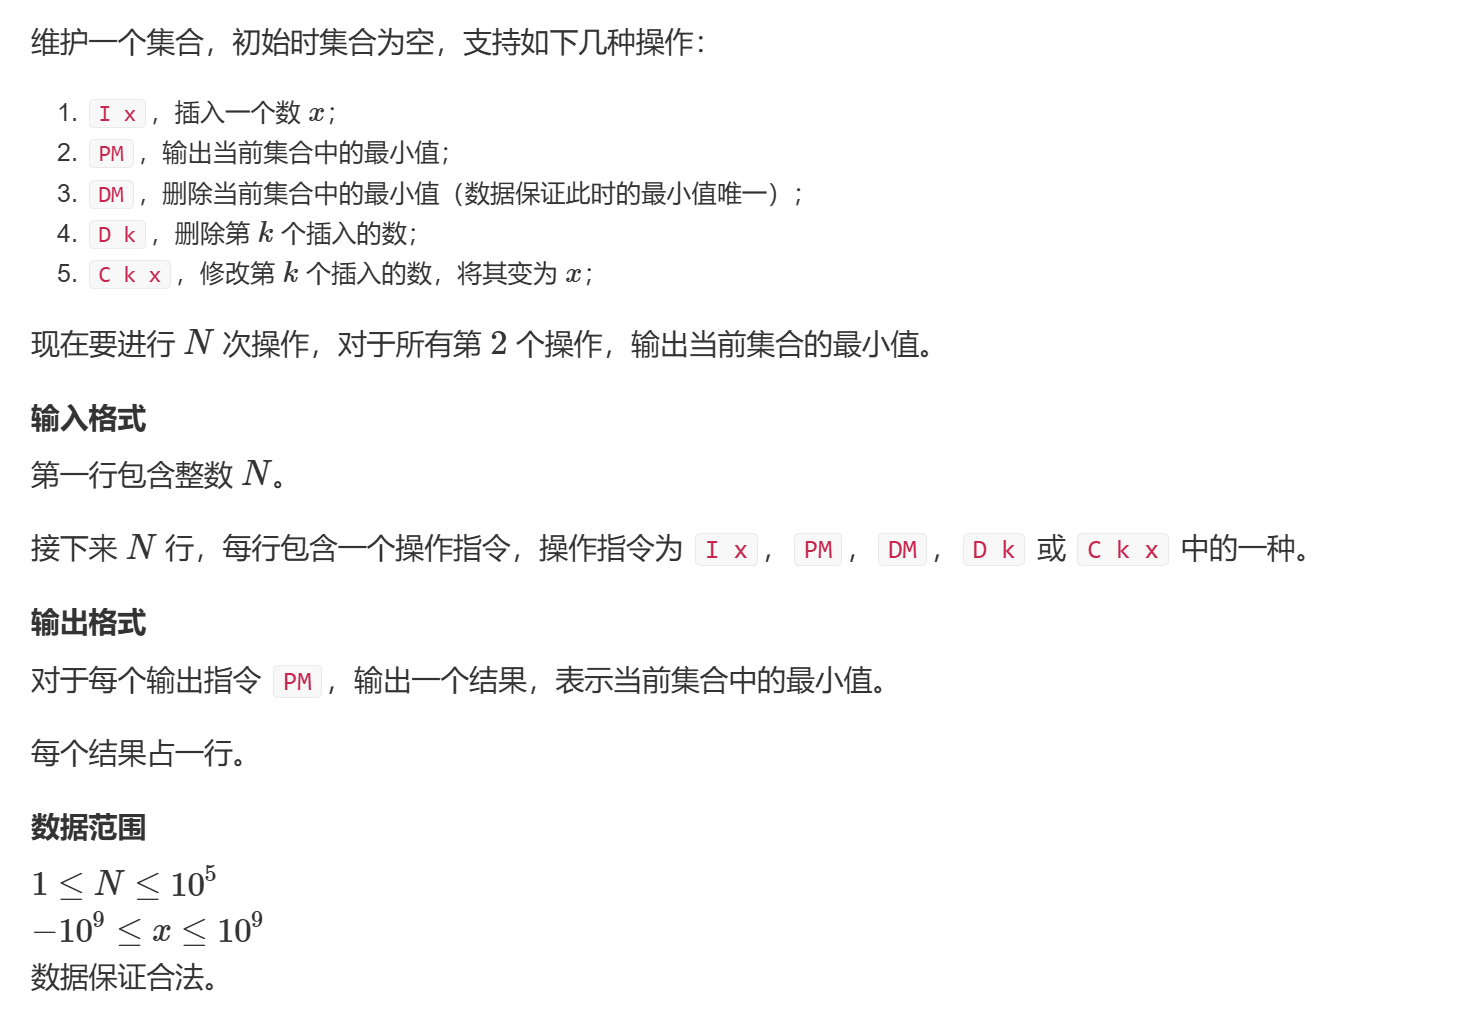 维护一个集合，初始时集合为空，支持如下几种操作：
1. I x，插入一个数 x；
2. PM，输出当前集合中的最小值；
3. DM，删除当前集合中的最小值（数据保证此时的最小值唯一）；
4. D k，删除第 k 个插入的数；
5. C k x，修改第 k 个插入的数，将其变为 x；
现在要进行 N 次操作，对于所有第 2 个操作，输出当前集合的最小值。
输入格式
第一行包含整数 N。
接下来 N 行，每行包含一个操作指令，操作指令为 I x，PM，DM，D k 或 C k x 中的一种。
输出格式
对于每个输出指令 PM，输出一个结果，表示当前集合中的最小值。
每个结果占一行。
数据范围
1 ≤ N ≤ 10⁵
−10⁹ ≤ x ≤ 10⁹
数据保证合法。